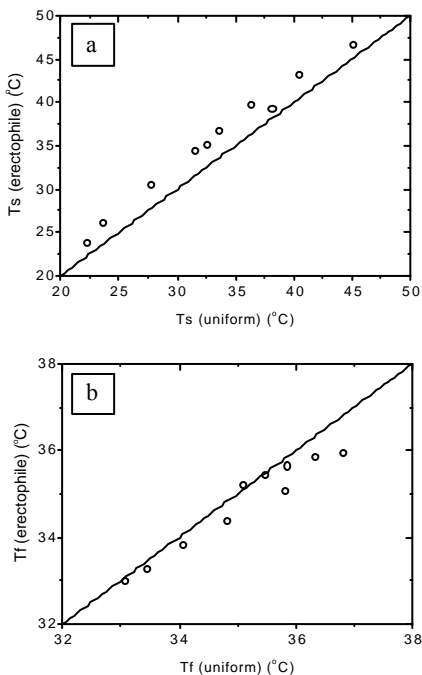 a
50
45
40
35
30
25
20
Ts (erectophile) (°C)
20 25 30 35 40 45 50
Ts (uniform) (°C)
b
38
36
33
32
Tf (erectophile) (°C)
32 34 36 38
Tf (uniform) (°C)